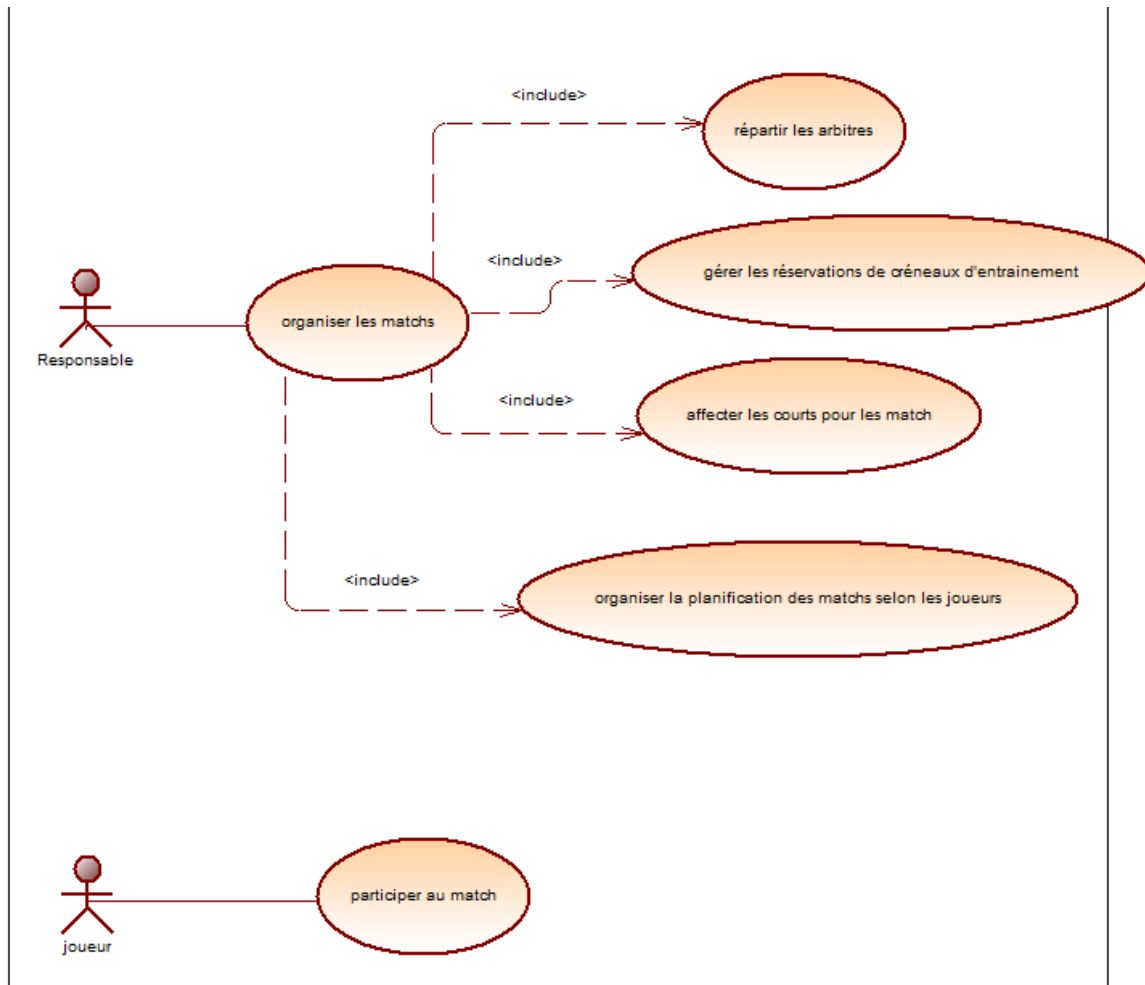 <include>
répartir les arbitres
<include>
gérer les réservations de créneaux d'entrainement
organiser les matchs
Responsable
<include>
affecter les courts pour les match
<include>
organiser la planification des matchs selon les joueurs
participer au match
joueur